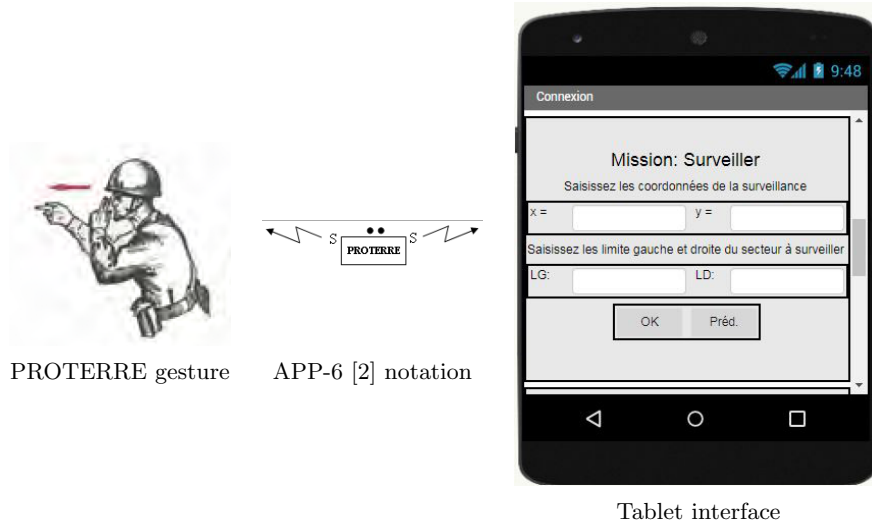 9:48
Connexion
Mission: Surveiller
Saisissez les coordonnées de la surveillance
x = y =
Saisissez les limite gauche et droite du secteur à surveiller
LG: LD:
OK Préd.
S S
PROTERRE
PROTERRE gesture APP-6 [2] notation
Tablet interface